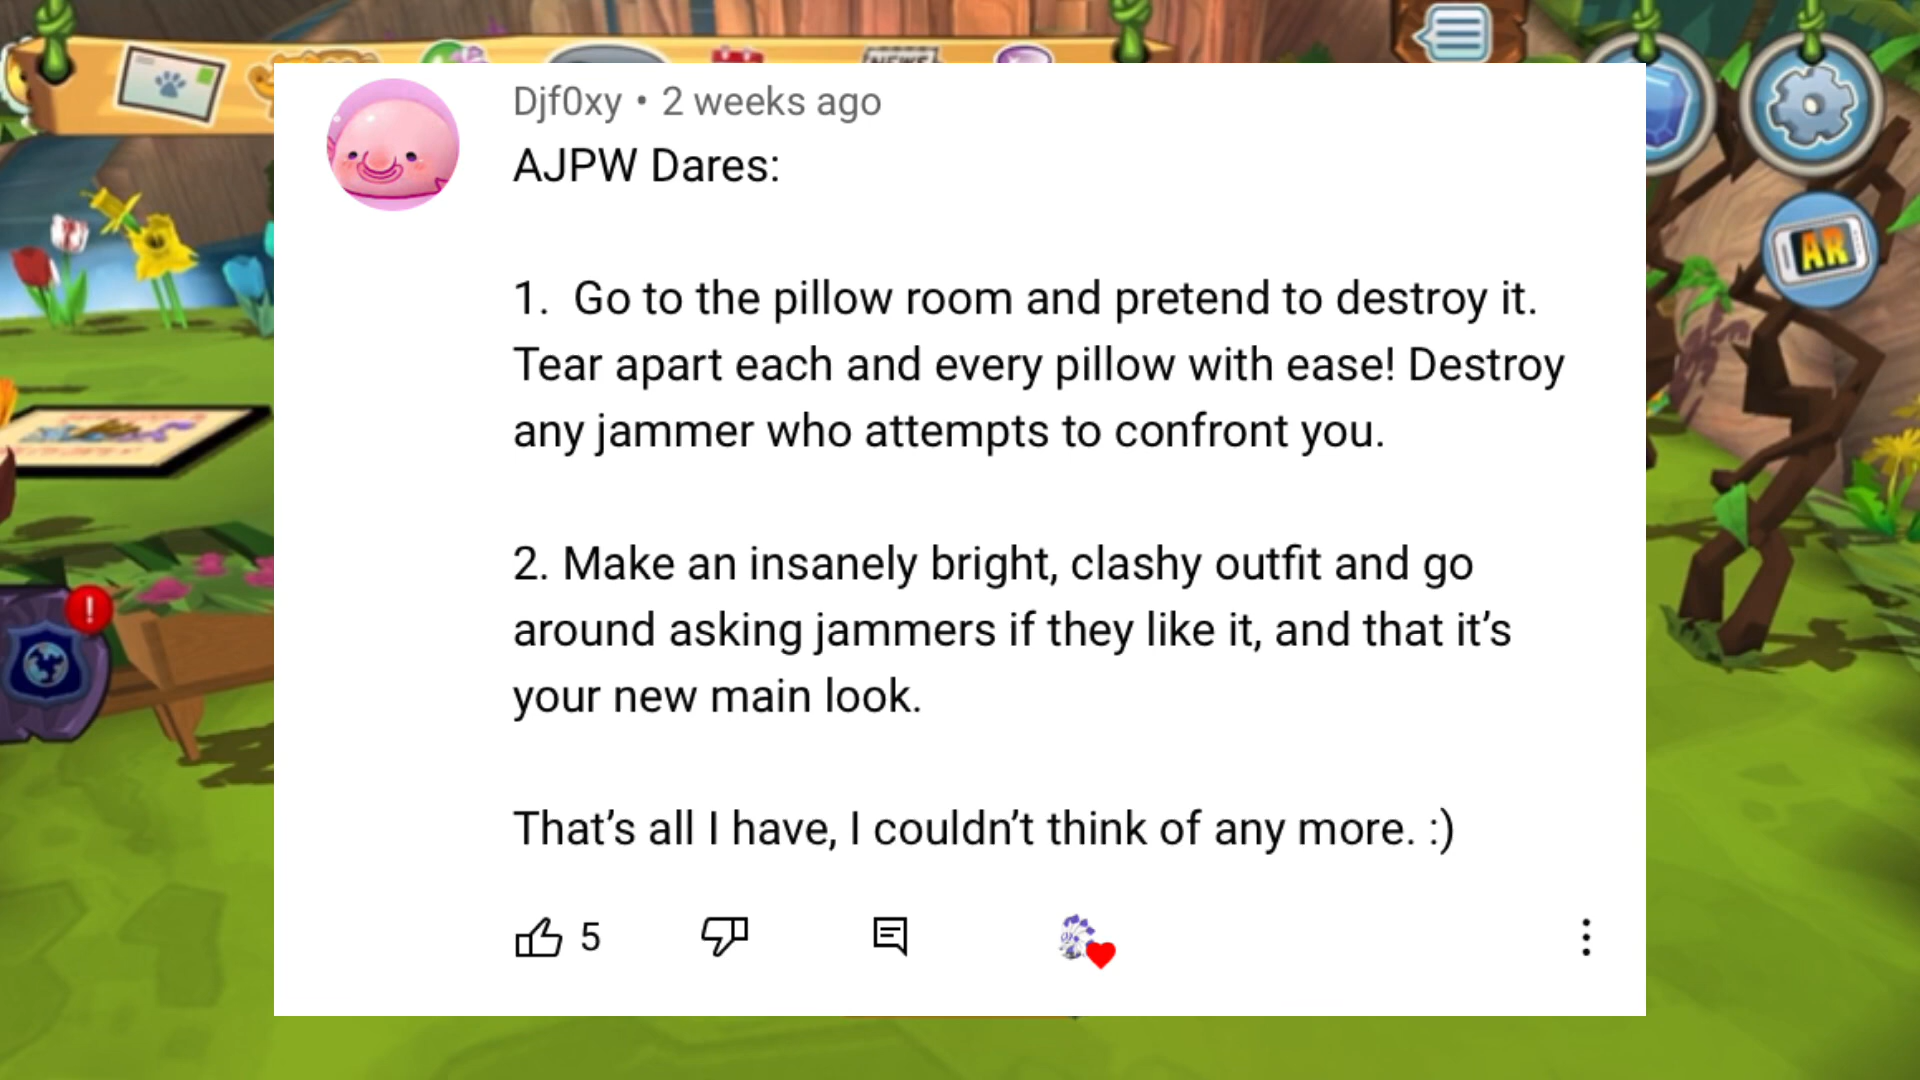 NEWS
Djf0xy • 2 weeks ago
AJPW Dares:
1. Go to the pillow room and pretend to destroy it.
Tear apart each and every pillow with ease! Destroy
any jammer who attempts to confront you.
2. Make an insanely bright, clashy outfit and go
around asking jammers if they like it, and that it’s
your new main look.
That’s all I have, I couldn’t think of any more. :)
5
AR
!